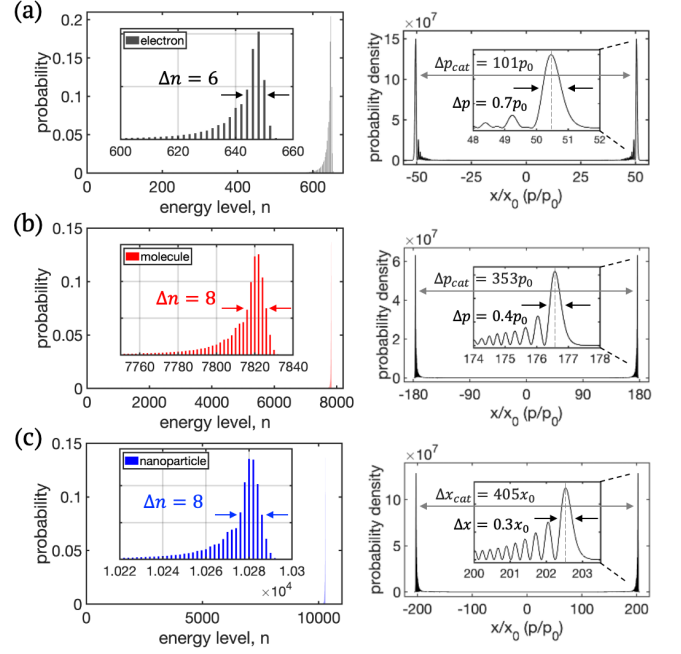 (a)
0.2
0.15
0.1
0.05
0
probability
electron
Δn = 6
600 620 640 660
0 200 400 600
energy level, n
×10⁷
15
10
5
0
probability density
Δp_cat = 101p₀
Δp = 0.7p₀
48 49 50 51 52
-50 -25 0 25 50
x/x₀ (p/p₀)
(b)
0.15
0.1
0.05
0
probability
molecule
Δn = 8
7760 7780 7800 7820 7840
0 2000 4000 6000 8000
energy level, n
×10⁷
6
4
2
0
probability density
Δp_cat = 353p₀
Δp = 0.4p₀
174 175 176 177 178
-180 -90 0 90 180
x/x₀ (p/p₀)
(c)
0.15
0.1
0.05
0
probability
nanoparticle
Δn = 8
1.022 1.024 1.026 1.028 1.03
×10⁴
0 5000 10000
energy level, n
×10⁷
10
5
0
probability density
Δx_cat = 405x₀
Δx = 0.3x₀
200 201 202 203
-200 -100 0 100 200
x/x₀ (p/p₀)